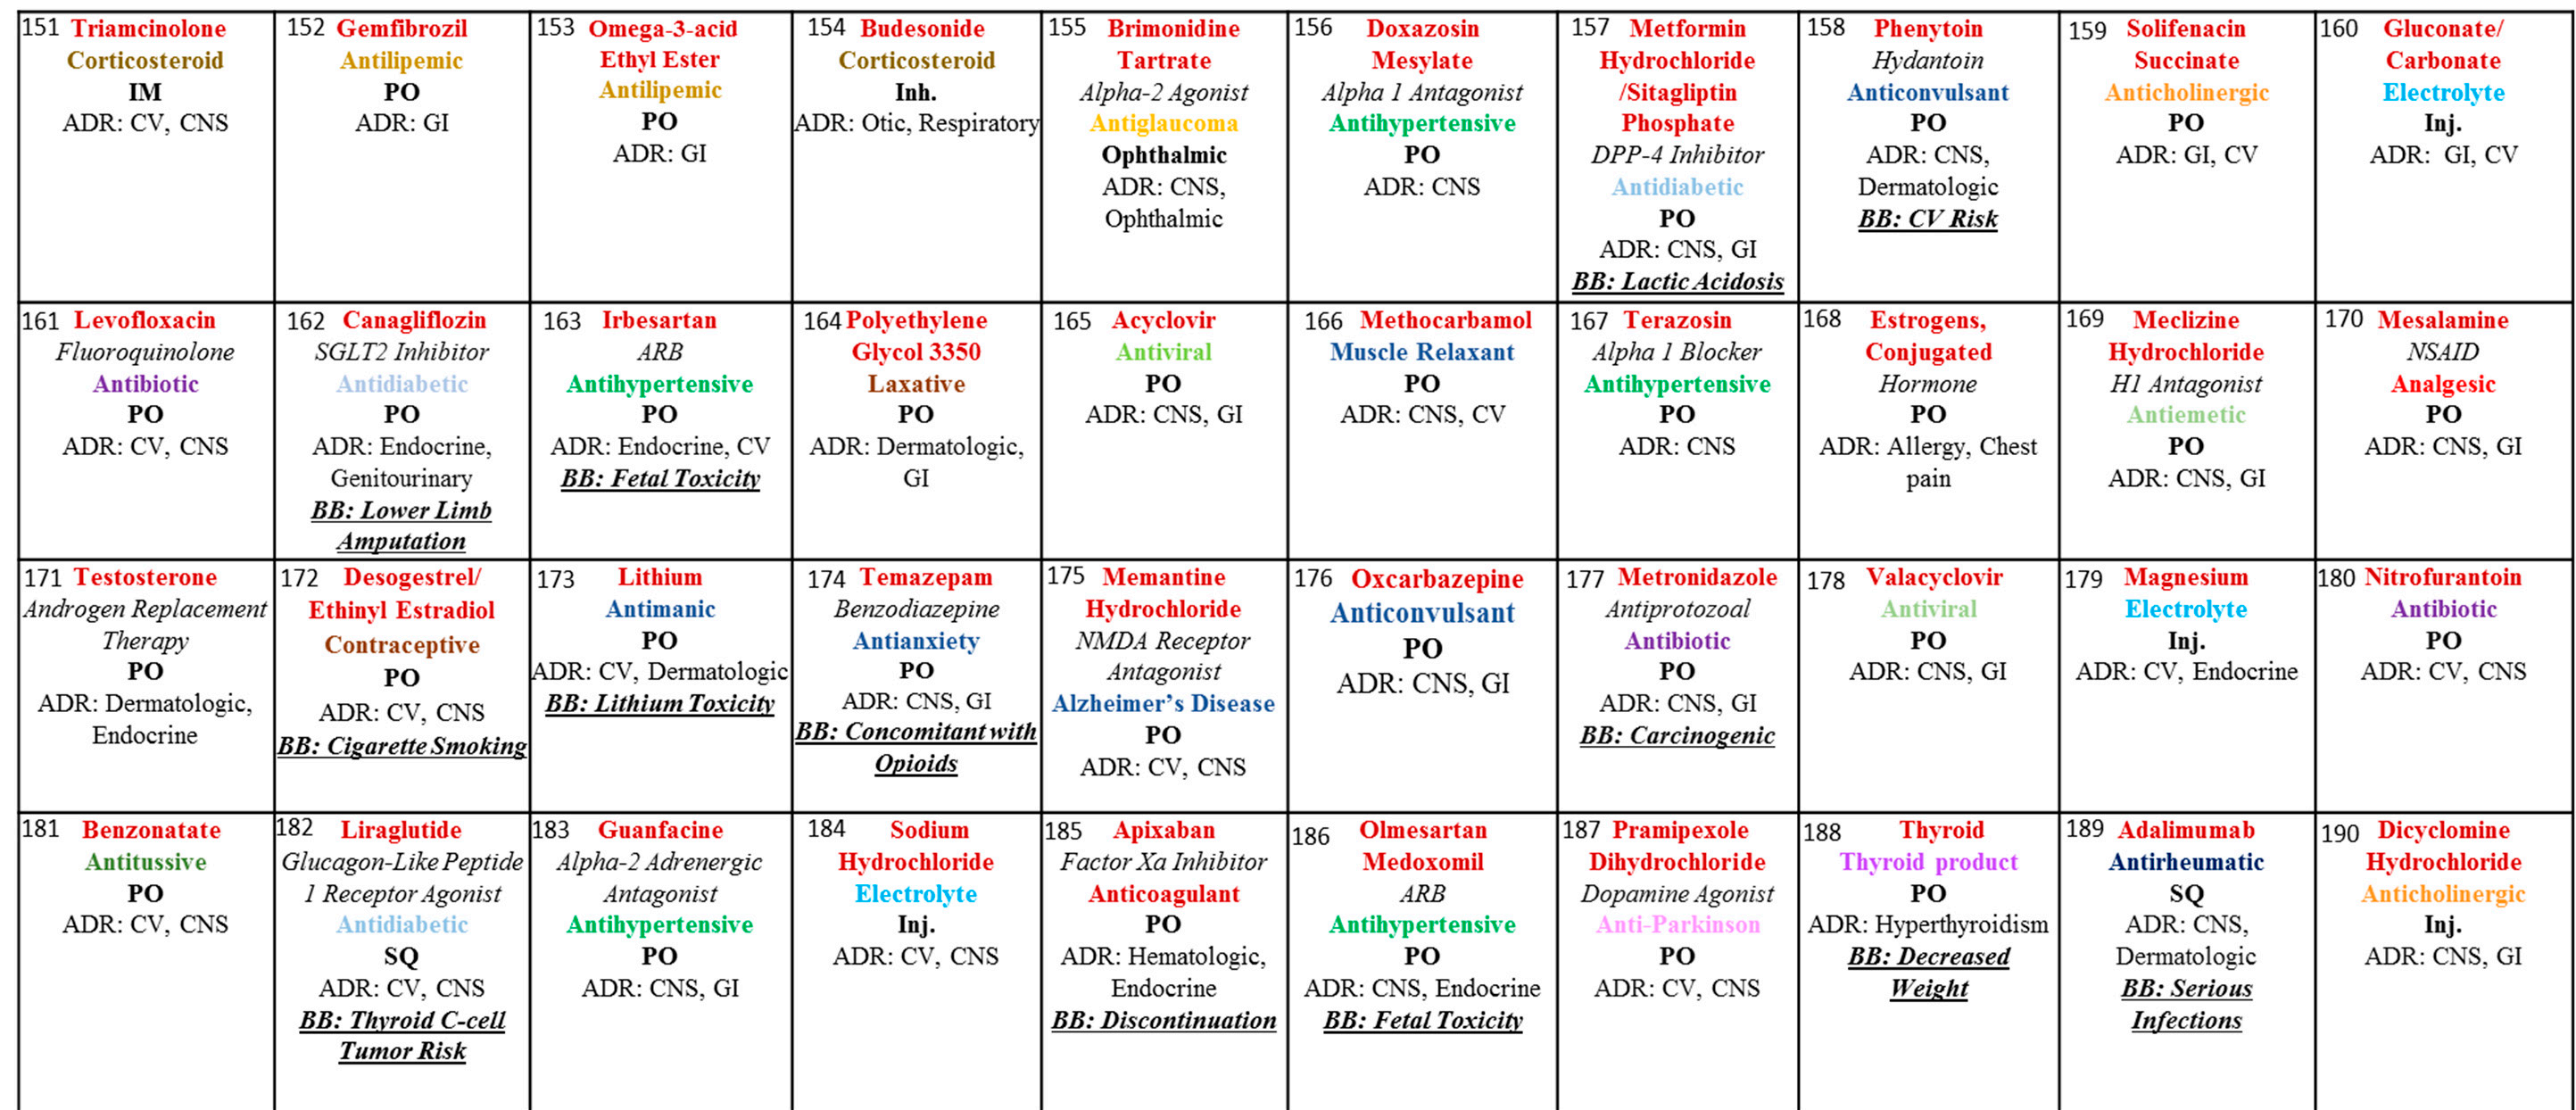 151 Triamcinolone
Corticosteroid
IM
ADR: CV, CNS
152 Gemfibrozil
Antilipemic
PO
ADR: GI
153 Omega-3-acid
Ethyl Ester
Antilipemic
PO
ADR: GI
154 Budesonide
Corticosteroid
Inh.
ADR: Otic, Respiratory
155 Brimonidine
Tartrate
Alpha-2 Agonist
Antiglaucoma
Ophthalmic
ADR: CNS,
Ophthalmic
156 Doxazosin
Mesylate
Alpha 1 Antagonist
Antihypertensive
PO
ADR: CNS
157 Metformin
Hydrochloride
/Sitagliptin
Phosphate
DPP-4 Inhibitor
Antidiabetic
PO
ADR: CNS, GI
BB: Lactic Acidosis
158 Phenytoin
Hydantoin
Anticonvulsant
PO
ADR: CNS,
Dermatologic
BB: CV Risk
159 Solifenacin
Succinate
Anticholinergic
PO
ADR: GI, CV
160 Gluconate/
Carbonate
Electrolyte
Inj.
ADR: GI, CV
161 Levofloxacin
Fluoroquinolone
Antibiotic
PO
ADR: CV, CNS
162 Canagliflozin
SGLT2 Inhibitor
Antidiabetic
PO
ADR: Endocrine,
Genitourinary
BB: Lower Limb
Amputation
163 Irbesartan
ARB
Antihypertensive
PO
ADR: Endocrine, CV
BB: Fetal Toxicity
164 Polyethylene
Glycol 3350
Laxative
PO
ADR: Dermatologic,
GI
165 Acyclovir
Antiviral
PO
ADR: CNS, GI
166 Methocarbamol
Muscle Relaxant
PO
ADR: CNS, CV
167 Terazosin
Alpha 1 Blocker
Antihypertensive
PO
ADR: CNS
168 Estrogens,
Conjugated
Hormone
PO
ADR: Allergy, Chest
pain
169 Meclizine
Hydrochloride
H1 Antagonist
Antiemetic
PO
ADR: CNS, GI
170 Mesalamine
NSAID
Analgesic
PO
ADR: CNS, GI
171 Testosterone
Androgen Replacement
Therapy
PO
ADR: Dermatologic,
Endocrine
172 Desogestrel/
Ethinyl Estradiol
Contraceptive
PO
ADR: CV, CNS
BB: Cigarette Smoking
173 Lithium
Antimanic
PO
ADR: CV, Dermatologic
BB: Lithium Toxicity
174 Temazepam
Benzodiazepine
Antianxiety
PO
ADR: CNS, GI
BB: Concomitant with
Opioids
175 Memantine
Hydrochloride
NMDA Receptor
Antagonist
Alzheimer's Disease
PO
ADR: CV, CNS
176 Oxcarbazepine
Anticonvulsant
PO
ADR: CNS, GI
177 Metronidazole
Antiprotozoal
Antibiotic
PO
ADR: CNS, GI
BB: Carcinogenic
178 Valacyclovir
Antiviral
PO
ADR: CNS, GI
179 Magnesium
Electrolyte
Inj.
ADR: CV, Endocrine
180 Nitrofurantoin
Antibiotic
PO
ADR: CV, CNS
181 Benzonatate
Antitussive
PO
ADR: CV, CNS
182 Liraglutide
Glucagon-Like Peptide
1 Receptor Agonist
Antidiabetic
SQ
ADR: CV, CNS
BB: Thyroid C-cell
Tumor Risk
183 Guanfacine
Alpha-2 Adrenergic
Antagonist
Antihypertensive
PO
ADR: CNS, GI
184 Sodium
Hydrochloride
Electrolyte
Inj.
ADR: CV, CNS
185 Apixaban
Factor Xa Inhibitor
Anticoagulant
PO
ADR: Hematologic,
Endocrine
BB: Discontinuation
186 Olmesartan
Medoxomil
ARB
Antihypertensive
PO
ADR: CNS, Endocrine
BB: Fetal Toxicity
187 Pramipexole
Dihydrochloride
Dopamine Agonist
Anti-Parkinson
PO
ADR: CV, CNS
188 Thyroid
Thyroid product
PO
ADR: Hyperthyroidism
BB: Decreased
Weight
189 Adalimumab
Antirheumatic
SQ
ADR: CNS,
Dermatologic
BB: Serious
Infections
190 Dicyclomine
Hydrochloride
Anticholinergic
Inj.
ADR: CNS, GI